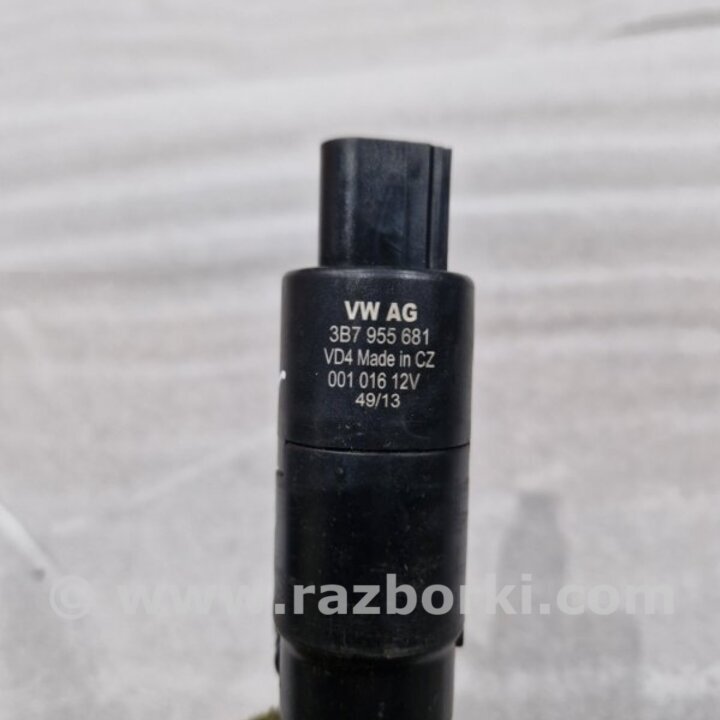 VW AG
3B7 955 681
VD4 Made in CZ
001 016 12V
49/13
© www.razborki.com